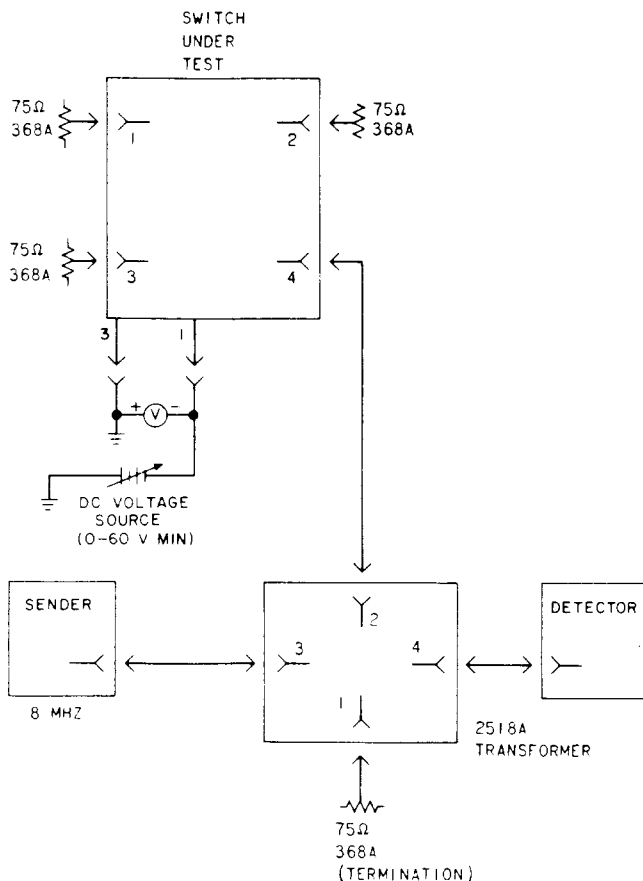 SWITCH
UNDER
TEST
75Ω
368A
1
2
75Ω
368A
75Ω
368A
3
4
3
1
+ V -
DC VOLTAGE
SOURCE
(0-60 V MIN)
SENDER
8 MHZ
2
3
4
1
DETECTOR
2518A
TRANSFORMER
75Ω
368A
(TERMINATION)